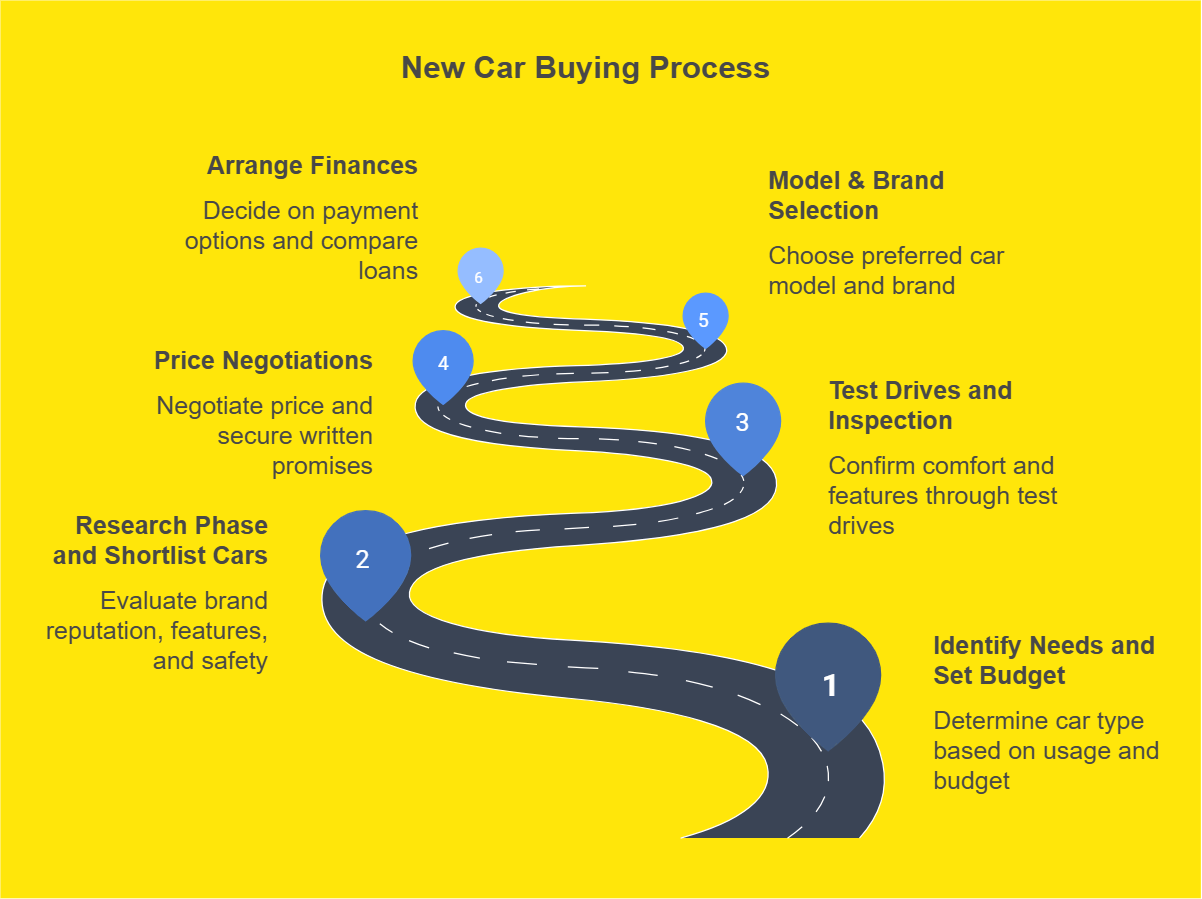 New Car Buying Process
Arrange Finances
Decide on payment
options and compare
loans
6
Model & Brand
Selection
Choose preferred car
model and brand
5
Price Negotiations
Negotiate price and
secure written
promises
4
Test Drives and
Inspection
Confirm comfort and
features through test
drives
3
Research Phase
and Shortlist Cars
Evaluate brand
reputation, features,
and safety
2
Identify Needs and
Set Budget
Determine car type
based on usage and
budget
1